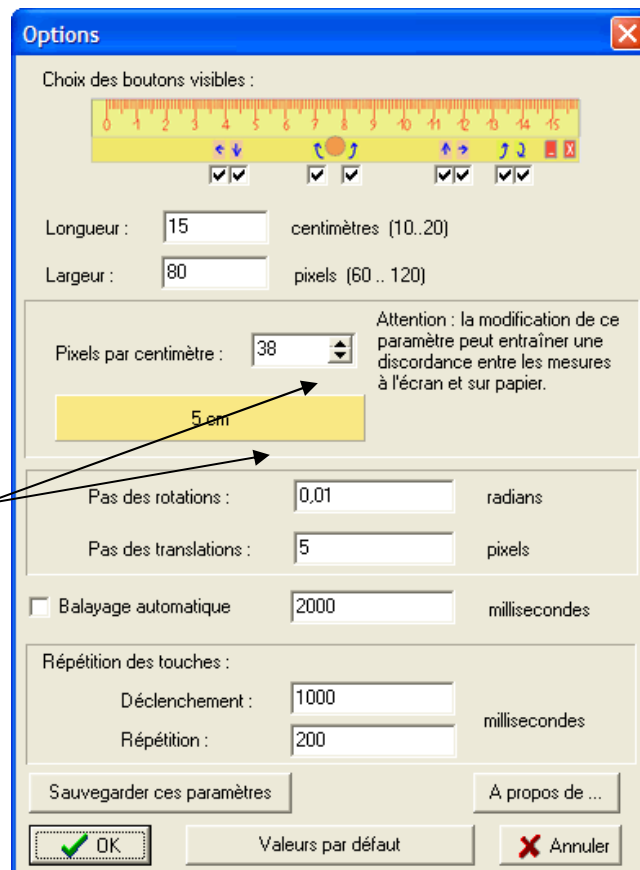 Options
Choix des boutons visibles :
0 1 2 3 4 5 6 7 8 9 10 11 12 13 14 15
Longueur : 15 centimètres (10..20)
Largeur : 80 pixels (60 .. 120)
Pixels par centimètre : 38
Attention : la modification de ce
paramètre peut entraîner une
discordance entre les mesures
à l'écran et sur papier.
5 cm
Pas des rotations : 0,01 radians
Pas des translations : 5 pixels
Balayage automatique 2000 millisecondes
Répétition des touches :
Déclenchement : 1000
millisecondes
Répétition : 200
Sauvegarder ces paramètres A propos de ...
OK Valeurs par défaut Annuler